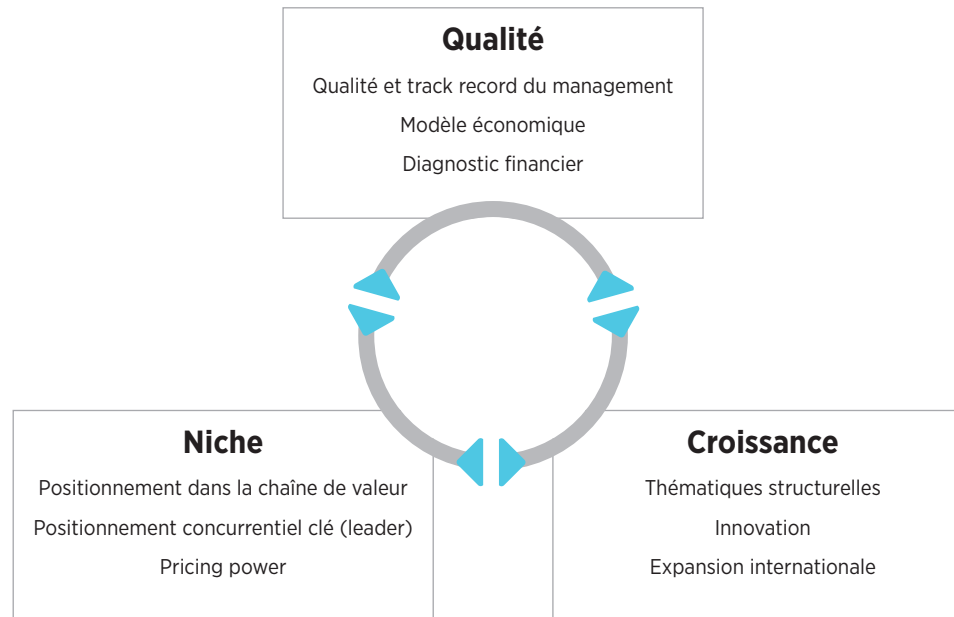 Qualité
Qualité et track record du management
Modèle économique
Diagnostic financier
Niche
Positionnement dans la chaîne de valeur
Positionnement concurrentiel clé (leader)
Pricing power
Croissance
Thématiques structurelles
Innovation
Expansion internationale